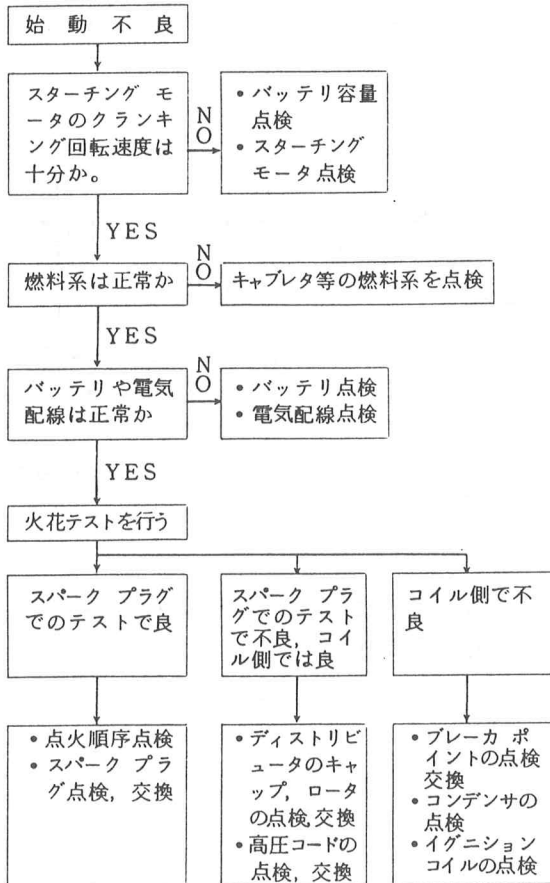 始動不良
スターチング モ
ータのクランキ
ング回転速度は
十分か。
NO
• バッテリ容量
点検
• スターチング
モータ点検
YES
燃料系は正常か
NO
キャブレタ等の燃料系を点検
YES
バッテリや電気
配線は正常か
NO
• バッテリ点検
• 電気配線点検
YES
火花テストを行う
スパーク プラグ
でのテストで良
スパーク プラ
グでのテスト
で不良, コイ
ル側では良
コイル側で不
良
• 点火順序点検
• スパーク プラ
グ点検, 交換
• ディストリビ
ュータのキャ
ップ, ロータ
の点検, 交換
• 高圧コードの
点検, 交換
• ブレーカ ポ
イントの点検
交換
• コンデンサの
点検
• イグニション
コイルの点検